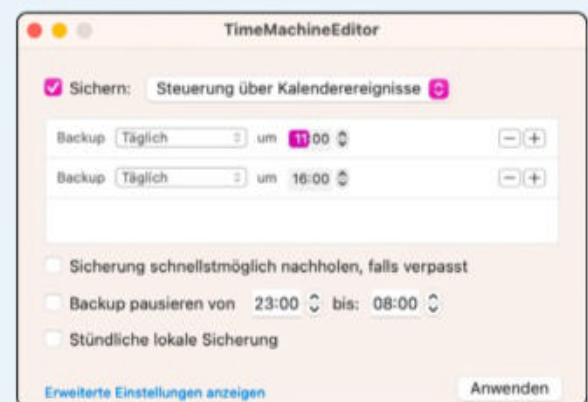 TimeMachineEditor
Sichern: Steuerung über Kalenderereignisse
Backup Täglich um 11:00
Backup Täglich um 16:00
Sicherung schnellstmöglich nachholen, falls verpasst
Backup pausieren von 23:00 bis: 08:00
Stündliche lokale Sicherung
Erweiterte Einstellungen anzeigen Anwenden